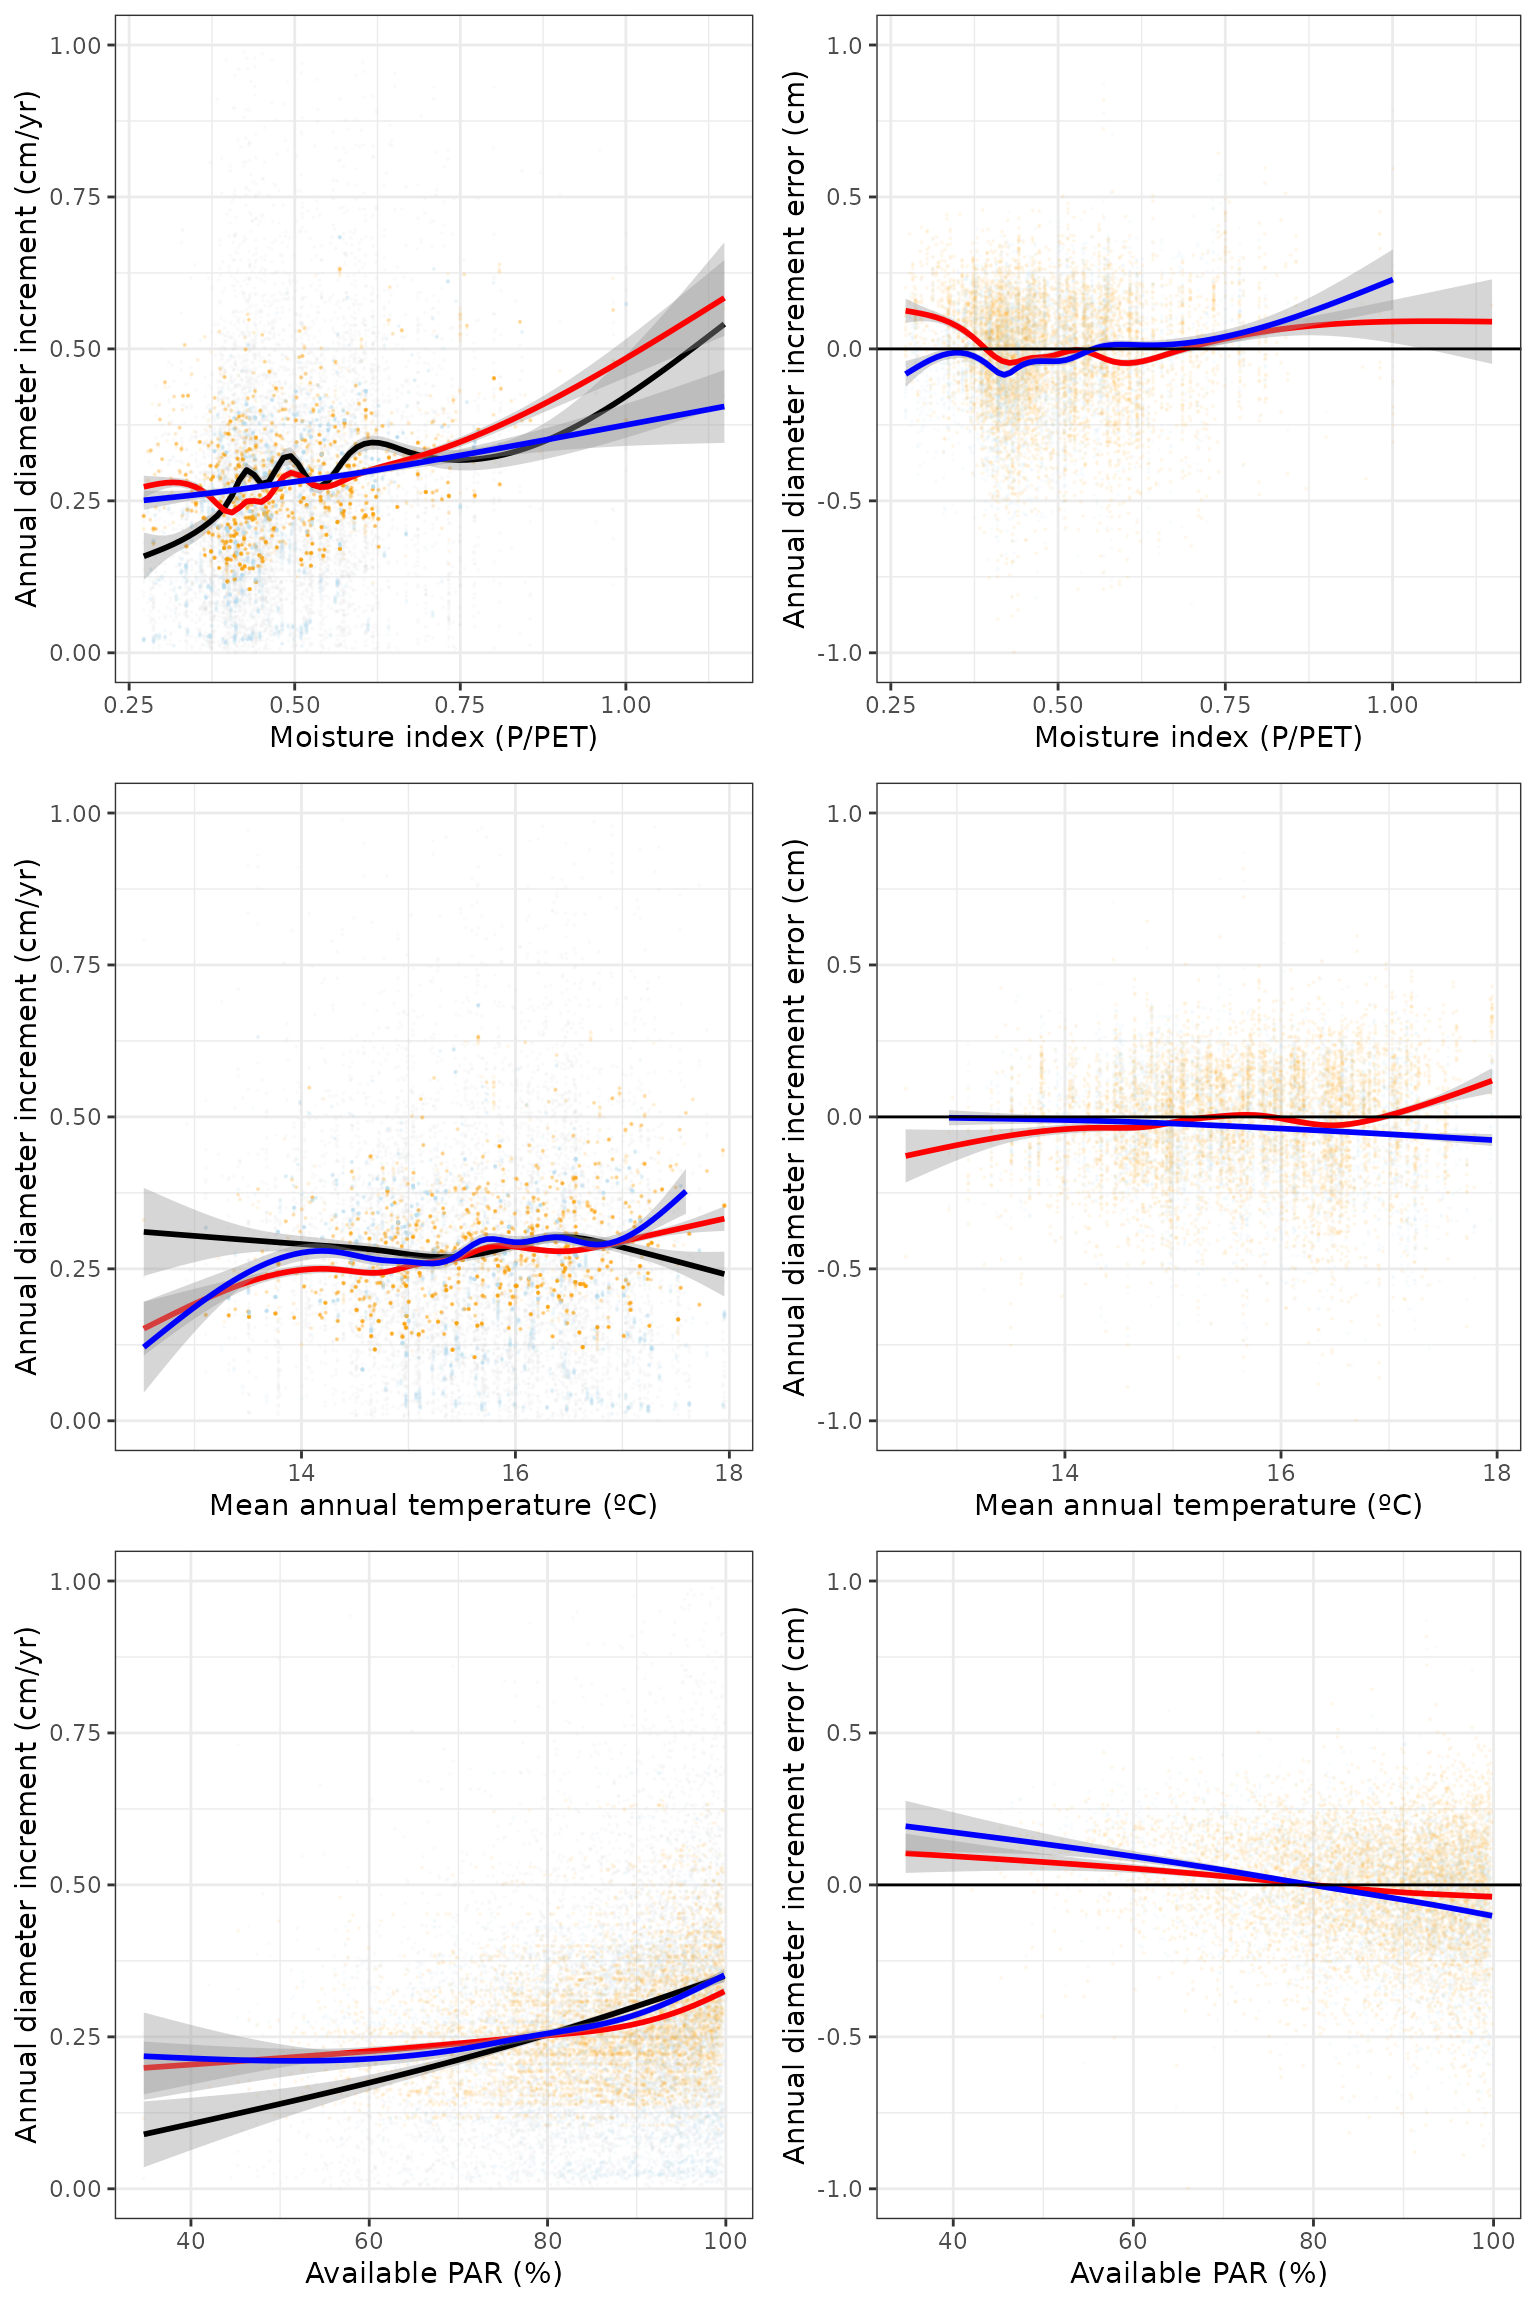 Annual diameter increment (cm/yr)
1.00
0.75
0.50
0.25
0.00
0.25 0.50 0.75 1.00
Moisture index (P/PET)
Annual diameter increment error (cm)
1.0
0.5
0.0
-0.5
-1.0
0.25 0.50 0.75 1.00
Moisture index (P/PET)
Annual diameter increment (cm/yr)
1.00
0.75
0.50
0.25
0.00
14 16 18
Mean annual temperature (ºC)
Annual diameter increment error (cm)
1.0
0.5
0.0
-0.5
-1.0
14 16 18
Mean annual temperature (ºC)
Annual diameter increment (cm/yr)
1.00
0.75
0.50
0.25
0.00
40 60 80 100
Available PAR (%)
Annual diameter increment error (cm)
1.0
0.5
0.0
-0.5
-1.0
40 60 80 100
Available PAR (%)